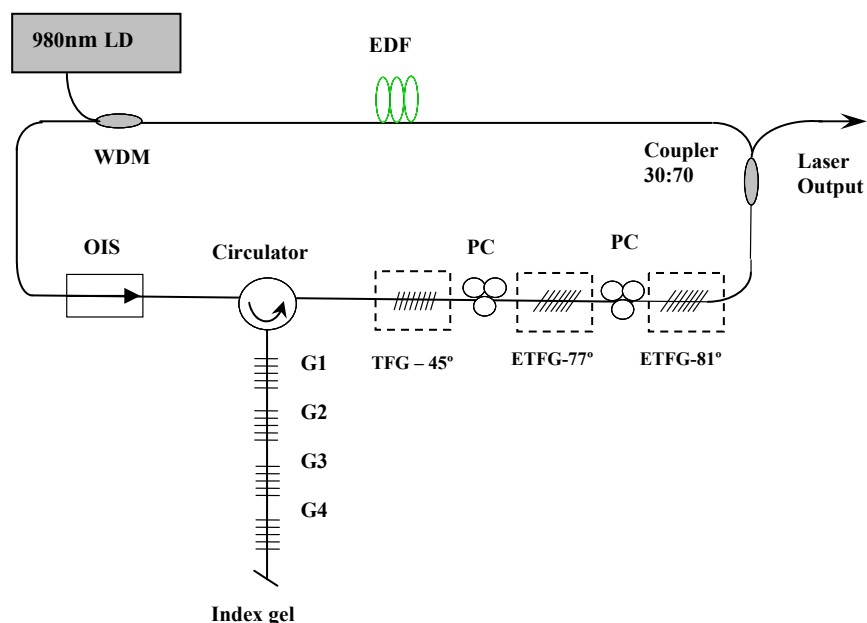 980nm LD
EDF
WDM
Coupler
30:70
Laser
Output
OIS
Circulator
PC
PC
G1
TFG – 45º
ETFG-77º
ETFG-81º
G2
G3
G4
Index gel